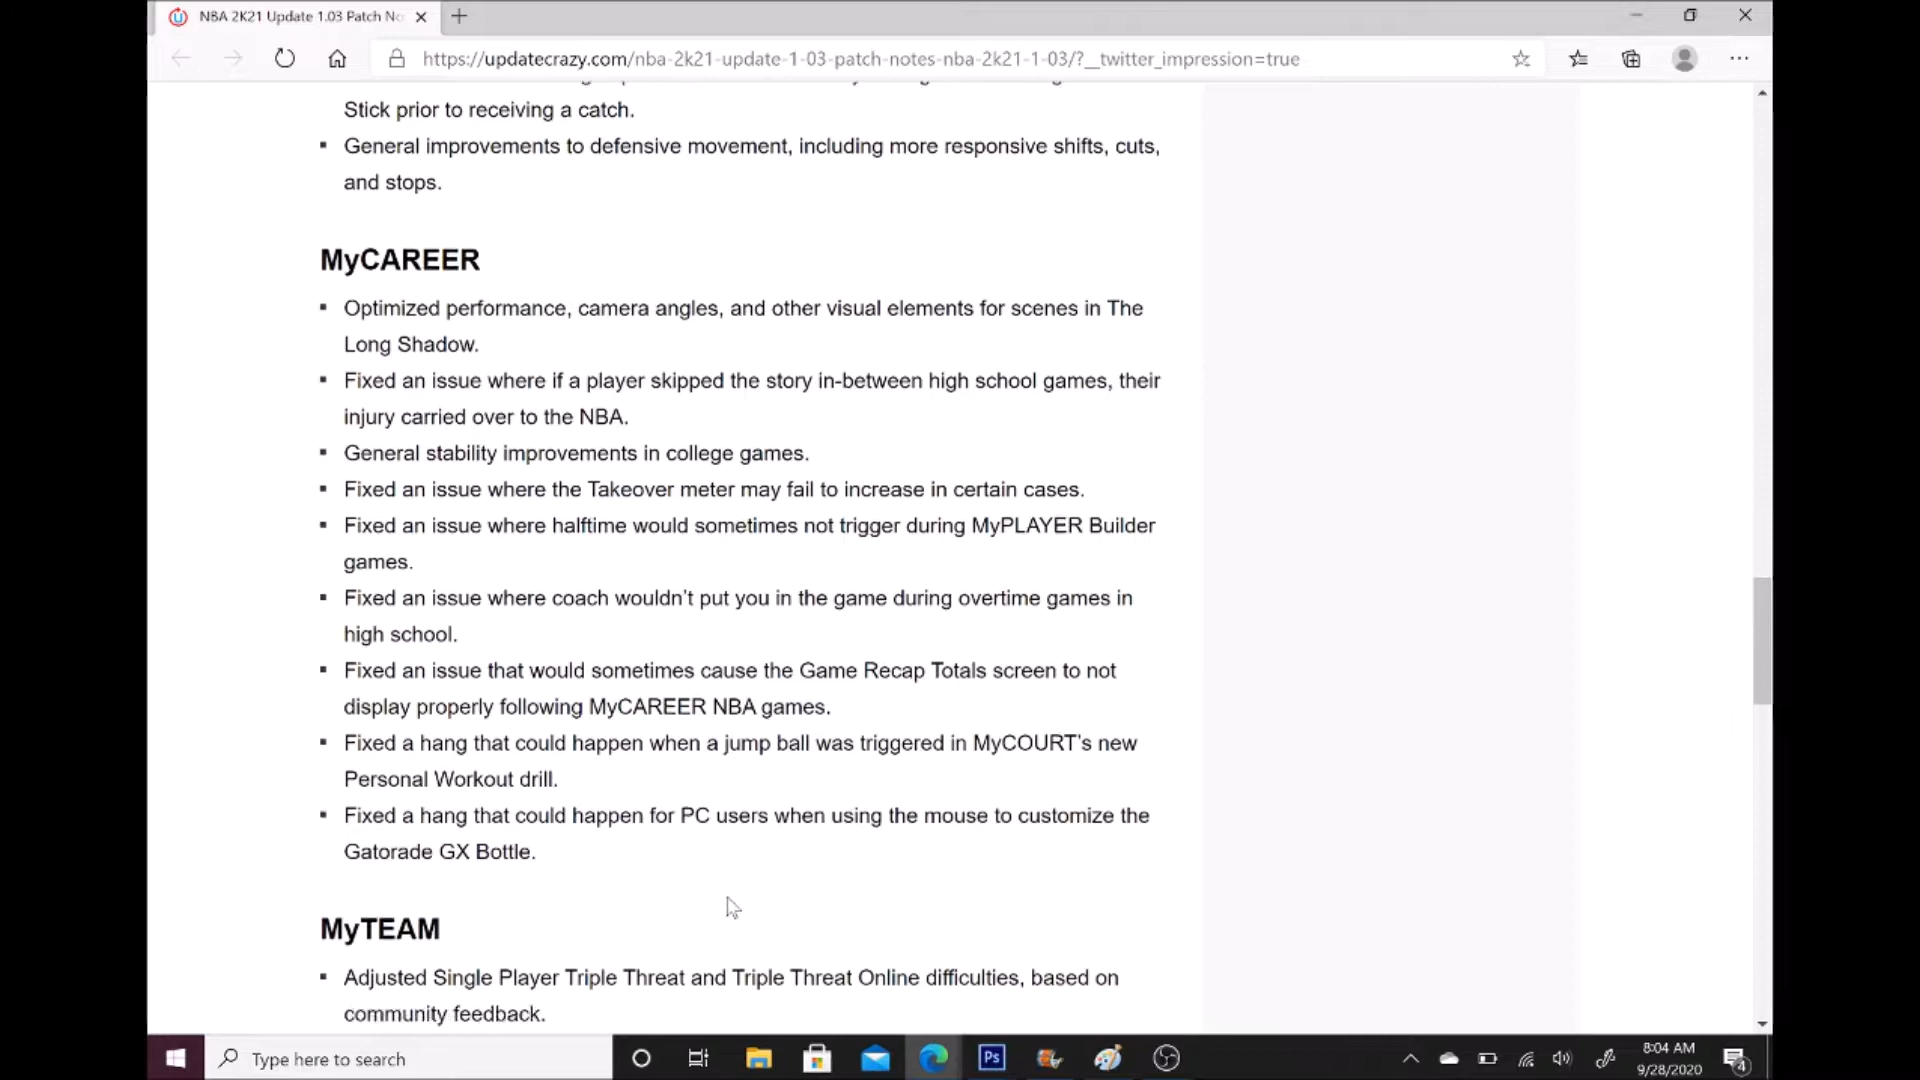 NBA 2K21 Update 1.03 Patch No
https://updatecrazy.com/nba-2k21-update-1-03-patch-notes-nba-2k21-1-03/?__twitter_impression=true
Stick prior to receiving a catch.
General improvements to defensive movement, including more responsive shifts, cuts,
and stops.
MyCAREER
Optimized performance, camera angles, and other visual elements for scenes in The
Long Shadow.
Fixed an issue where if a player skipped the story in-between high school games, their
injury carried over to the NBA.
General stability improvements in college games.
Fixed an issue where the Takeover meter may fail to increase in certain cases.
Fixed an issue where halftime would sometimes not trigger during MyPLAYER Builder
games.
Fixed an issue where coach wouldn’t put you in the game during overtime games in
high school.
Fixed an issue that would sometimes cause the Game Recap Totals screen to not
display properly following MyCAREER NBA games.
Fixed a hang that could happen when a jump ball was triggered in MyCOURT’s new
Personal Workout drill.
Fixed a hang that could happen for PC users when using the mouse to customize the
Gatorade GX Bottle.
MyTEAM
Adjusted Single Player Triple Threat and Triple Threat Online difficulties, based on
community feedback.
Type here to search
Ps
8:04 AM
9/28/2020
4